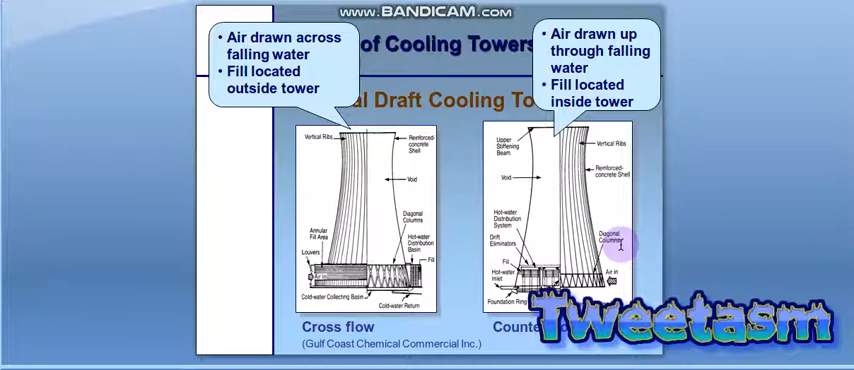 www.BANDICAM.com
• Air drawn across
falling water
• Fill located
outside tower
of Cooling Towers
• Air drawn up
through falling
water
• Fill located
inside tower
Draft Cooling
Vertical Ribs
Reinforced-
concrete
Shell
Void
Diagonal
Columns
Annular
Fill Area
Hot-water
Distribution
Basin
Louvers
Fill
Air in
Cold-water Collecting Basin
Cold-water Return
Upper
Stiffening
Beam
Vertical Ribs
Reinforced-
concrete Shell
Void
Hot-water
Distribution
System
Drift
Eliminators
Diagonal
Columns
Fill
Hot-water
Inlet
Air in
Foundation Ring
Cross flow
(Gulf Coast Chemical Commercial Inc.)
Tweetasm